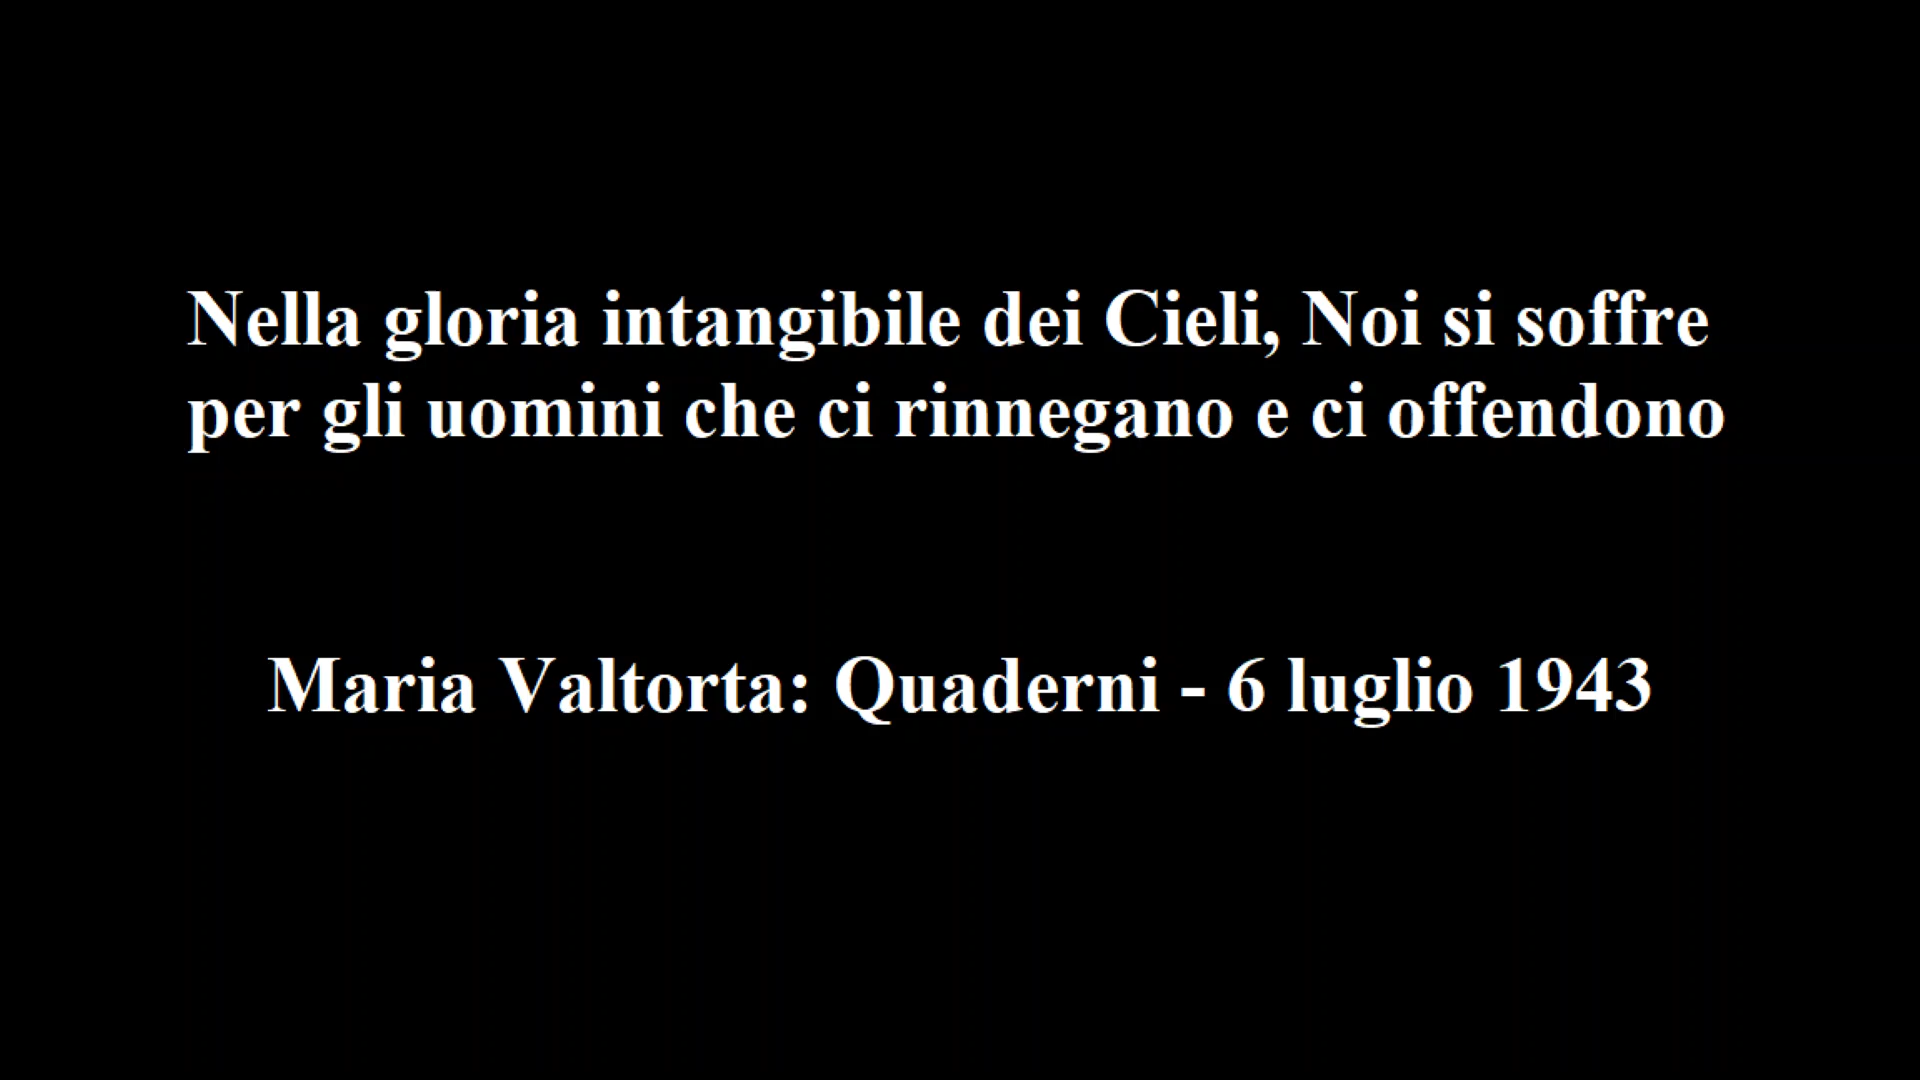 Nella gloria intangibile dei Cieli, Noi si soffre
per gli uomini che ci rinnegano e ci offendono
Maria Valtorta: Quaderni - 6 luglio 1943